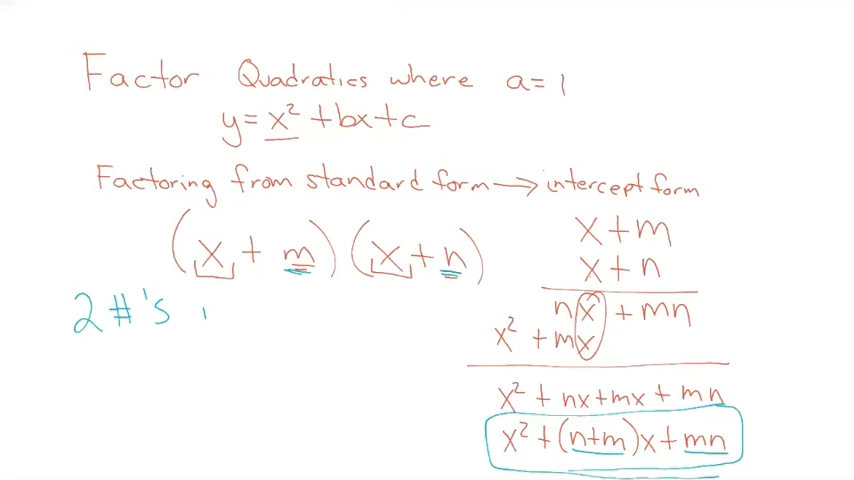 Factor Quadratics where a=1
y=x²+bx+c
Factoring from standard form → intercept form
(x + m)(x + n)
2 #'s
x+m
x+n
nx + mn
x² + mx
x² + nx + mx + mn
x² + (n+m)x + mn